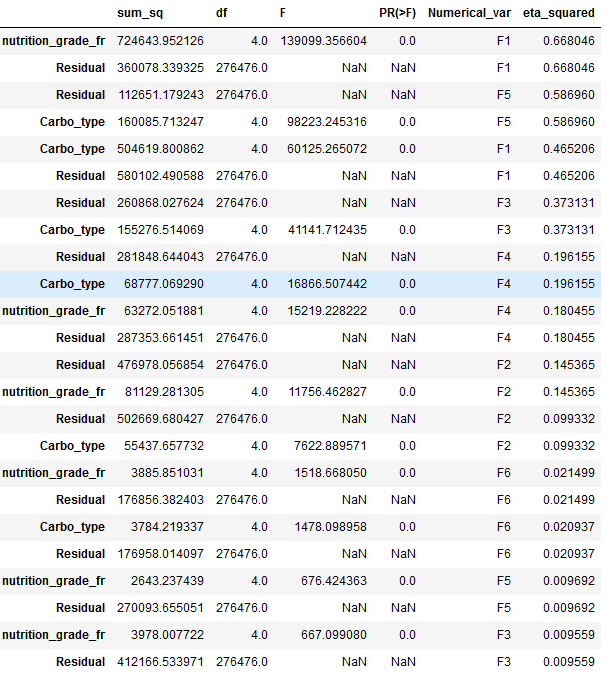 sum_sq df F PR(>F) Numerical_var eta_squared
nutrition_grade_fr 724643.952126 4.0 139099.356604 0.0 F1 0.668046
Residual 360078.339325 276476.0 NaN NaN F1 0.668046
Residual 112651.179243 276476.0 NaN NaN F5 0.586960
Carbo_type 160085.713247 4.0 98223.245316 0.0 F5 0.586960
Carbo_type 504619.800862 4.0 60125.265072 0.0 F1 0.465206
Residual 580102.490588 276476.0 NaN NaN F1 0.465206
Residual 260868.027624 276476.0 NaN NaN F3 0.373131
Carbo_type 155276.514069 4.0 41141.712435 0.0 F3 0.373131
Residual 281848.644043 276476.0 NaN NaN F4 0.196155
Carbo_type 68777.069290 4.0 16866.507442 0.0 F4 0.196155
nutrition_grade_fr 63272.051881 4.0 15219.228222 0.0 F4 0.180455
Residual 287353.661451 276476.0 NaN NaN F4 0.180455
Residual 476978.056854 276476.0 NaN NaN F2 0.145365
nutrition_grade_fr 81129.281305 4.0 11756.462827 0.0 F2 0.145365
Residual 502669.680427 276476.0 NaN NaN F2 0.099332
Carbo_type 55437.657732 4.0 7622.889571 0.0 F2 0.099332
nutrition_grade_fr 3885.851031 4.0 1518.668050 0.0 F6 0.021499
Residual 176856.382403 276476.0 NaN NaN F6 0.021499
Carbo_type 3784.219337 4.0 1478.098958 0.0 F6 0.020937
Residual 176958.014097 276476.0 NaN NaN F6 0.020937
nutrition_grade_fr 2643.237439 4.0 676.424363 0.0 F5 0.009692
Residual 270093.655051 276476.0 NaN NaN F5 0.009692
nutrition_grade_fr 3978.007722 4.0 667.099080 0.0 F3 0.009559
Residual 412166.533971 276476.0 NaN NaN F3 0.009559